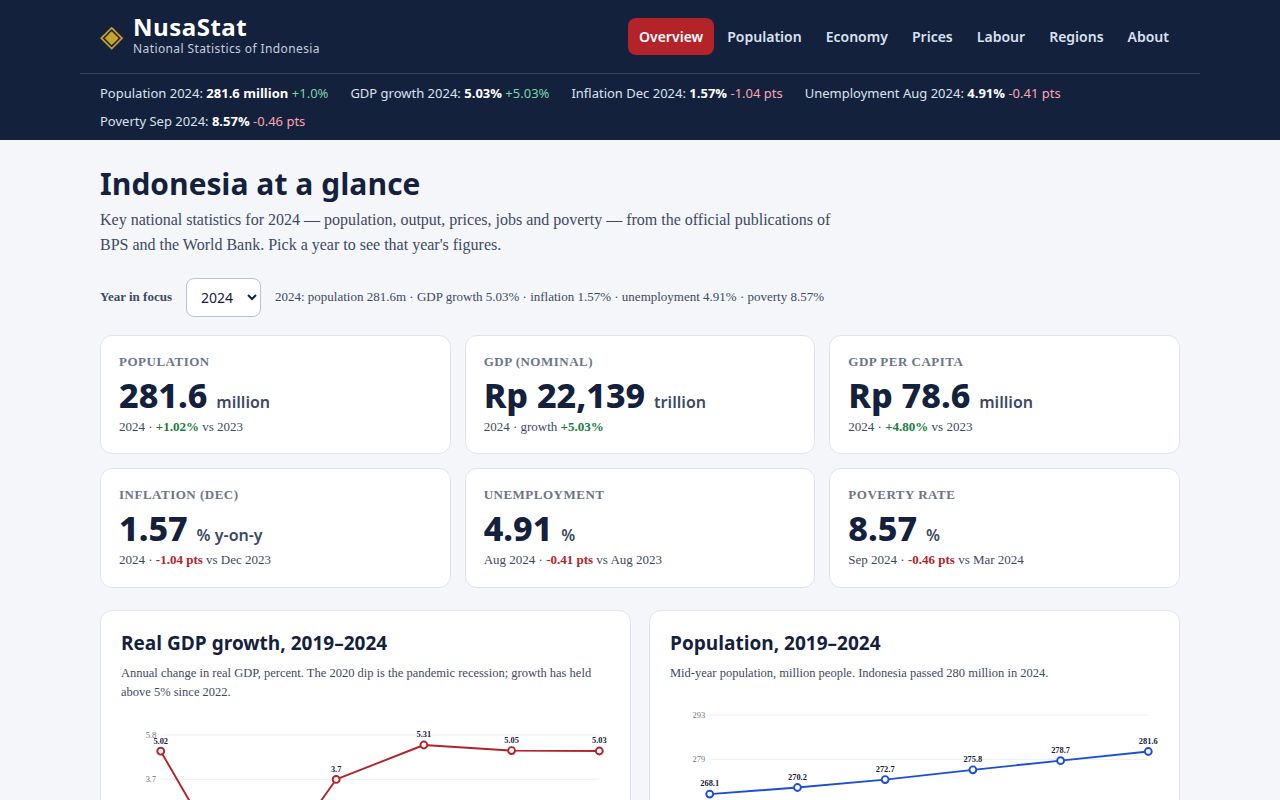 NusaStat
National Statistics of Indonesia
Overview Population Economy Prices Labour Regions About
Population 2024: 281.6 million +1.0% GDP growth 2024: 5.03% +5.03% Inflation Dec 2024: 1.57% -1.04 pts Unemployment Aug 2024: 4.91% -0.41 pts
Poverty Sep 2024: 8.57% -0.46 pts
Indonesia at a glance
Key national statistics for 2024 — population, output, prices, jobs and poverty — from the official publications of
BPS and the World Bank. Pick a year to see that year's figures.
Year in focus 2024 2024: population 281.6m · GDP growth 5.03% · inflation 1.57% · unemployment 4.91% · poverty 8.57%
POPULATION
281.6 million
2024 · +1.02% vs 2023
GDP (NOMINAL)
Rp 22,139 trillion
2024 · growth +5.03%
GDP PER CAPITA
Rp 78.6 million
2024 · +4.80% vs 2023
INFLATION (DEC)
1.57 % y-on-y
2024 · -1.04 pts vs Dec 2023
UNEMPLOYMENT
4.91 %
Aug 2024 · -0.41 pts vs Aug 2023
POVERTY RATE
8.57 %
Sep 2024 · -0.46 pts vs Mar 2024
Real GDP growth, 2019–2024
Annual change in real GDP, percent. The 2020 dip is the pandemic recession; growth has held
above 5% since 2022.
5.8
5.02
3.7
5.31
5.05
5.03
3.7
Population, 2019–2024
Mid-year population, million people. Indonesia passed 280 million in 2024.
293
279
268.1
270.2
272.7
275.8
278.7
281.6